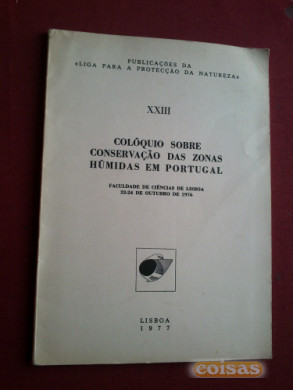 PUBLICAÇÕES DA
«LIGA PARA A PROTECÇÃO DA NATUREZA»
XXIII
COLÓQUIO SOBRE
CONSERVAÇÃO DAS ZONAS
HÚMIDAS EM PORTUGAL
FACULDADE DE CIÊNCIAS DE LISBOA
22-24 DE OUTUBRO DE 1976
LISBOA
1977
coisas